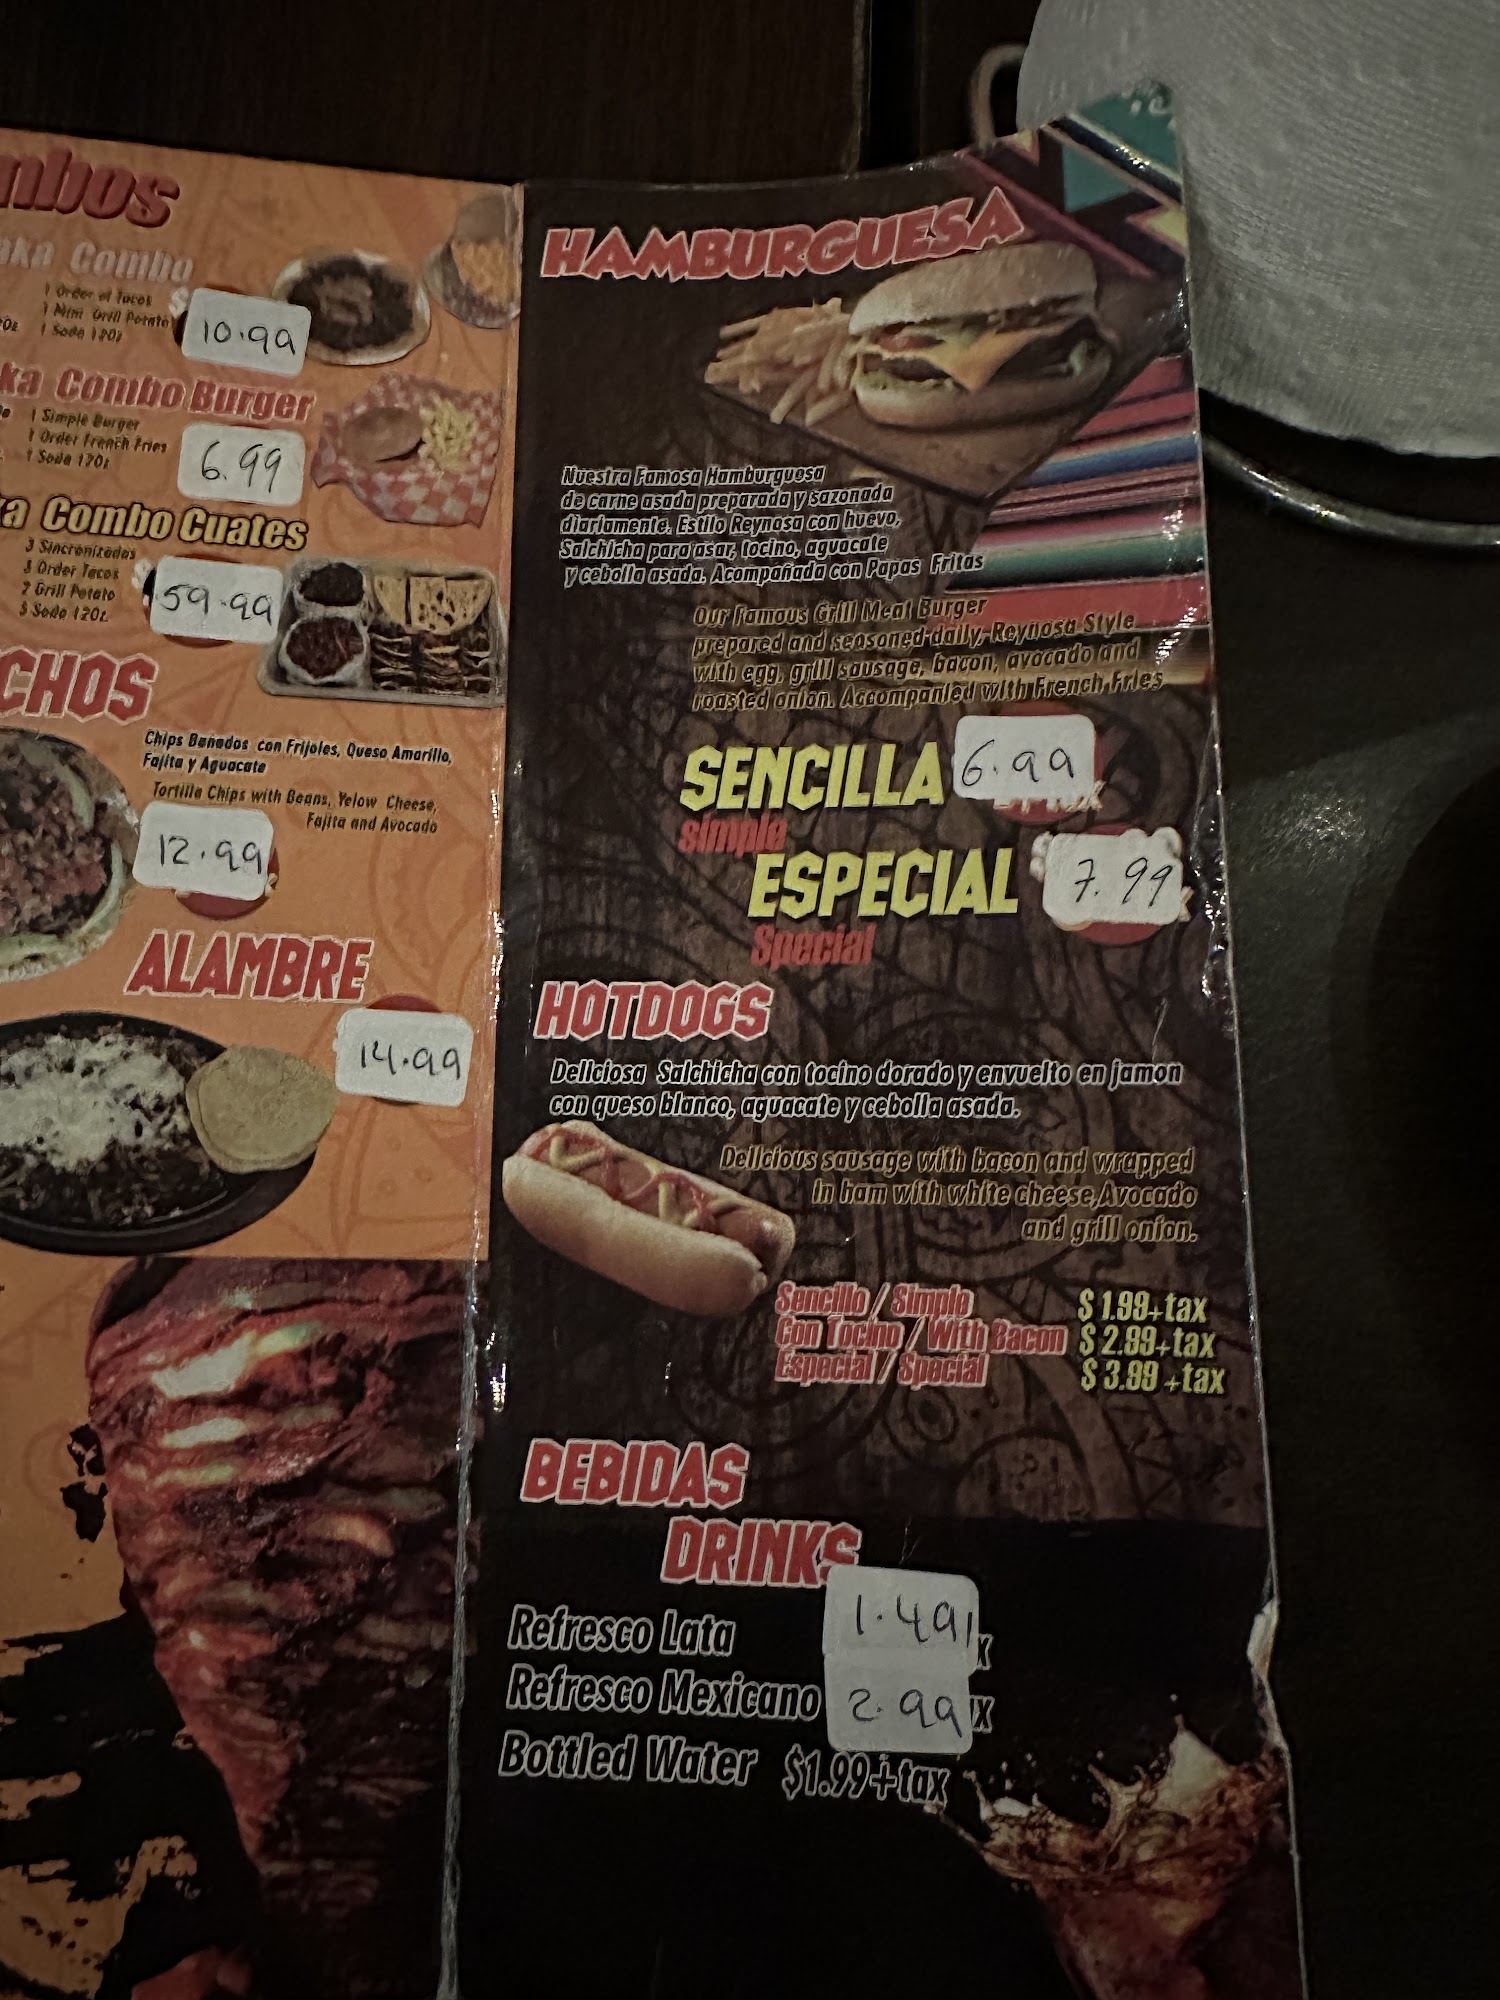 Combo
1 Order of Tacos
1 Mini Grill Potato
1 Soda 12Oz
10.99
Combo Burger
1 Simple Burger
1 Order French Fries
1 Soda 12Oz
6.99
Combo Cuates
3 Sincronizadas
3 Order Tacos
2 Grill Potato
5 Soda 12Oz
59.99
CHOS
Chips Bañados con Frijoles, Queso Amarillo,
Fajita y Aguacate
Tortilla Chips with Beans, Yelow Cheese,
Fajita and Avocado
12.99
ALAMBRE
14.99
HAMBURGUESA
Nuestra Famosa Hamburguesa
de carne asada preparada y sazonada
diariamente. Estilo Reynosa con huevo,
Salchicha para asar, tocino, aguacate
y cebolla asada. Acompañada con Papas Fritas
Our Famous Grill Meat Burger
prepared and seasoned daily, Reynosa Style
with egg, grill sausage, bacon, avocado and
roasted onion. Accompanied with French Fries
SENCILLA 6.99
simple
ESPECIAL 7.99
Special
HOTDOGS
Deliciosa Salchicha con tocino dorado y envuelto en jamon
con queso blanco, aguacate y cebolla asada.
Delicious sausage with bacon and wrapped
in ham with white cheese, Avocado
and grill onion.
Sencillo / Simple $ 1.99+tax
Con Tocino / With Bacon $ 2.99+tax
Especial / Special $ 3.99 +tax
BEBIDAS
DRINKS
Refresco Lata 1.49
Refresco Mexicano 2.99
Bottled Water $1.99+tax